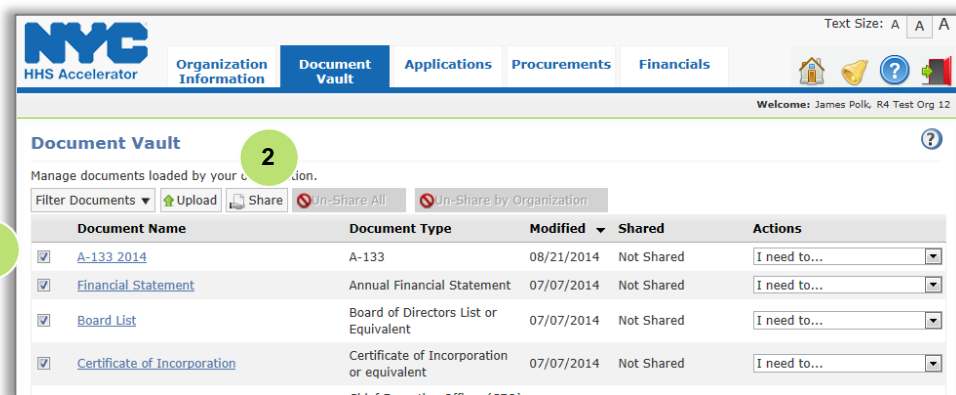 Text Size: A A A
NYC
HHS Accelerator
Organization Information
Document Vault
Applications
Procurements
Financials
Welcome: James Polk, R4 Test Org 12
Document Vault
2
Manage documents loaded by your
Filter Documents Upload Share Un-Share All Un-Share by Organization
Document Name Document Type Modified Shared Actions
A-133 2014 A-133 08/21/2014 Not Shared I need to...
Financial Statement Annual Financial Statement 07/07/2014 Not Shared I need to...
Board List Board of Directors List or Equivalent 07/07/2014 Not Shared I need to...
Certificate of Incorporation Certificate of Incorporation or equivalent 07/07/2014 Not Shared I need to...